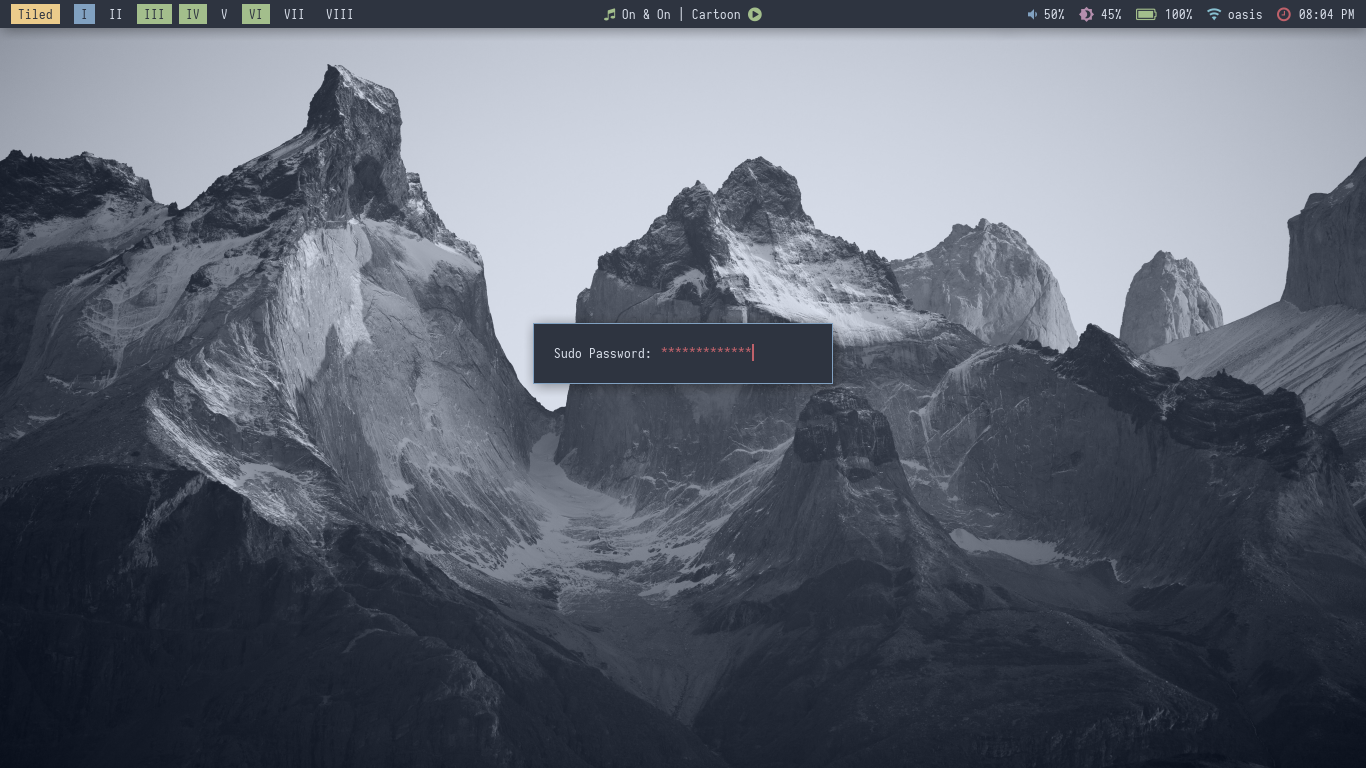 Tiled I II III IV V VI VII VIII On & On | Cartoon 50% 45% 100% oasis 08:04 PM
Sudo Password: *************